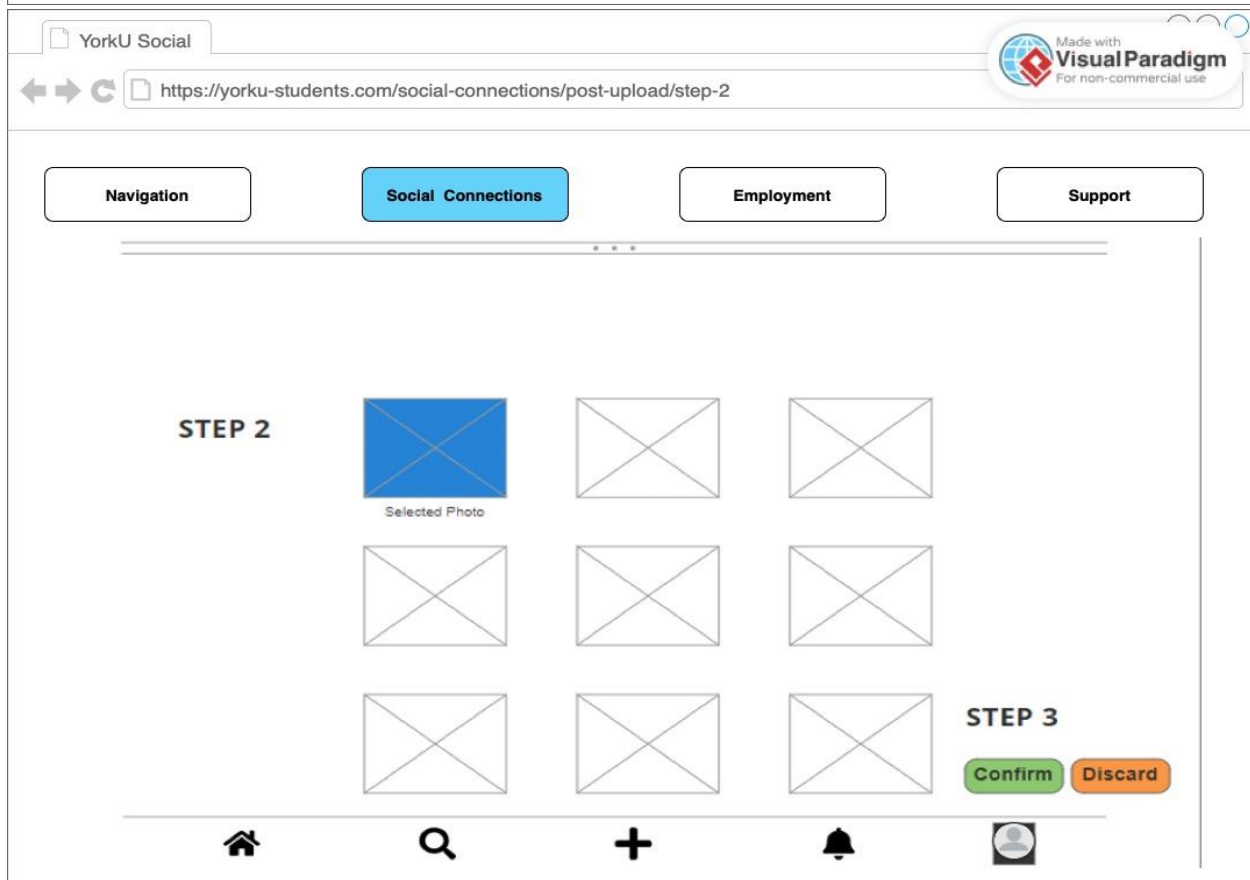 YorkU Social
Made with
Visual Paradigm
For non-commercial use
https://yorku-students.com/social-connections/post-upload/step-2
Navigation
Social Connections
Employment
Support
STEP 2
Selected Photo
STEP 3
Confirm
Discard